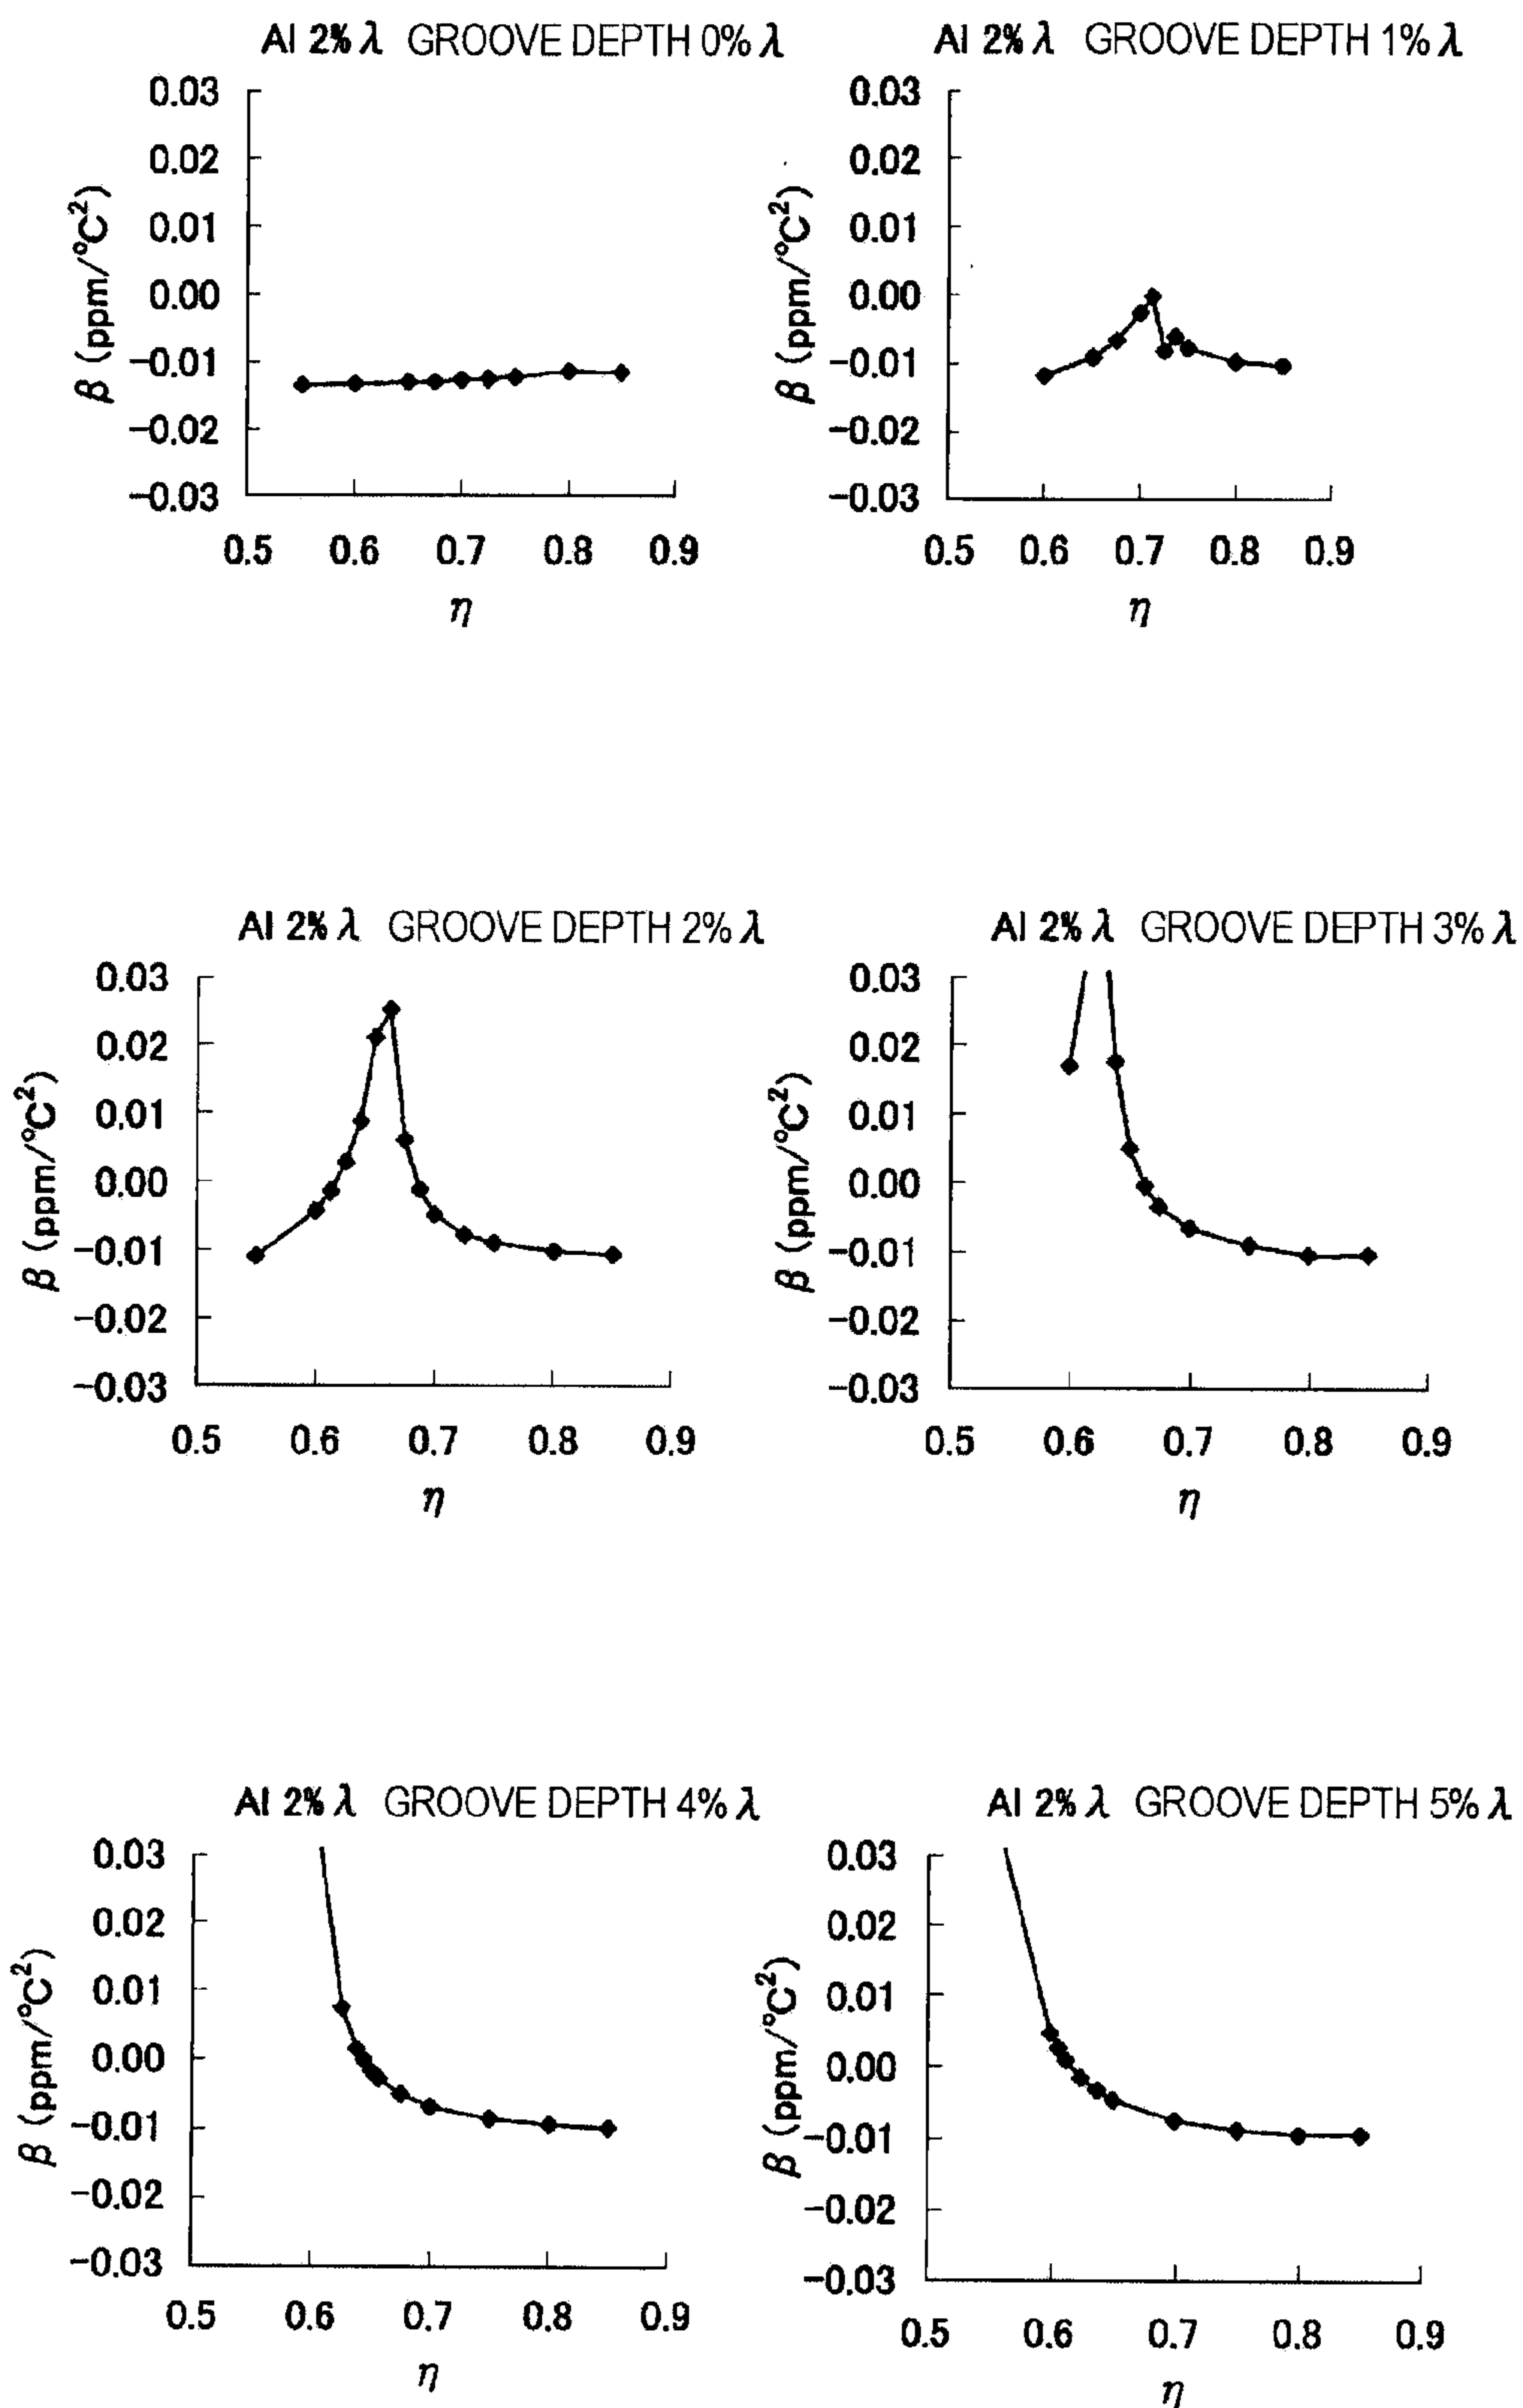 Al 2% λ GROOVE DEPTH 0% λ
0.03
0.02
0.01
0.00
−0.01
−0.02
−0.03
β (ppm/°C²)
0.5 0.6 0.7 0.8 0.9
η
Al 2% λ GROOVE DEPTH 1% λ
0.03
0.02
0.01
0.00
−0.01
−0.02
−0.03
β (ppm/°C²)
0.5 0.6 0.7 0.8 0.9
η
Al 2% λ GROOVE DEPTH 2% λ
0.03
0.02
0.01
0.00
−0.01
−0.02
−0.03
β (ppm/°C²)
0.5 0.6 0.7 0.8 0.9
η
Al 2% λ GROOVE DEPTH 3% λ
0.03
0.02
0.01
0.00
−0.01
−0.02
−0.03
β (ppm/°C²)
0.5 0.6 0.7 0.8 0.9
η
Al 2% λ GROOVE DEPTH 4% λ
0.03
0.02
0.01
0.00
−0.01
−0.02
−0.03
β (ppm/°C²)
0.5 0.6 0.7 0.8 0.9
η
Al 2% λ GROOVE DEPTH 5% λ
0.03
0.02
0.01
0.00
−0.01
−0.02
−0.03
β (ppm/°C²)
0.5 0.6 0.7 0.8 0.9
η